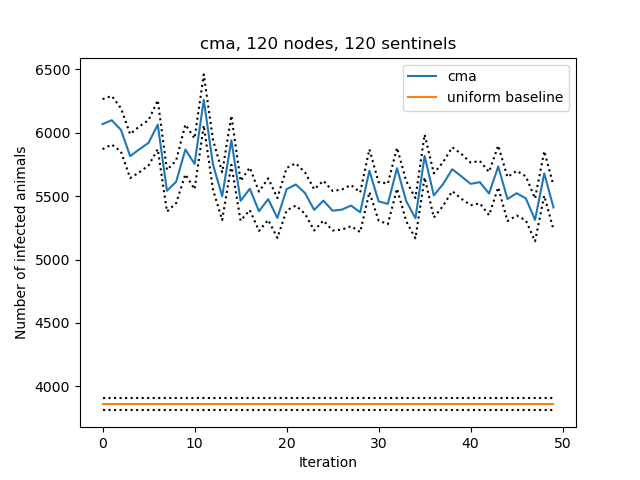 cma, 120 nodes, 120 sentinels
cma
uniform baseline
6500
6000
5500
5000
4500
4000
Number of infected animals
0 10 20 30 40 50
Iteration